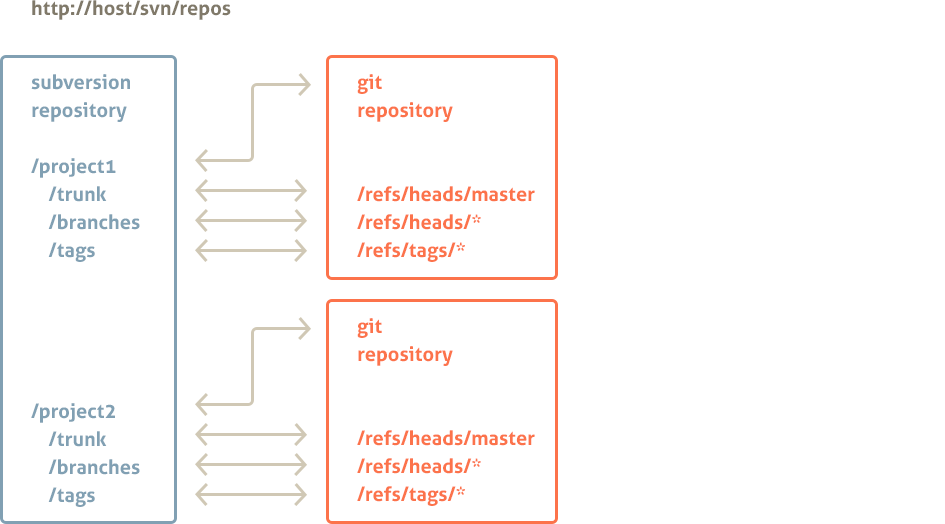 http://host/svn/repos
subversion
repository
/project1
/trunk
/branches
/tags
/project2
/trunk
/branches
/tags
git
repository
/refs/heads/master
/refs/heads/*
/refs/tags/*
git
repository
/refs/heads/master
/refs/heads/*
/refs/tags/*